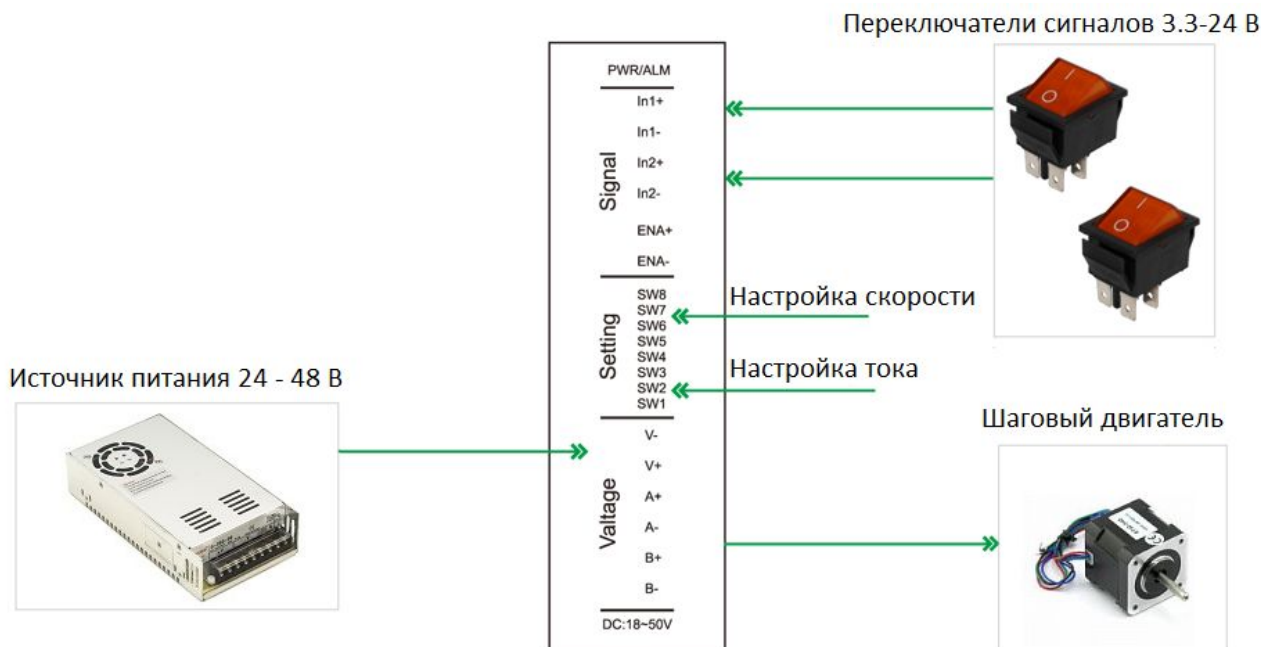 Переключатели сигналов 3.3-24 В
PWR/ALM
Signal
In1+
In1-
In2+
In2-
ENA+
ENA-
Setting
SW8
SW7
SW6
SW5
SW4
SW3
SW2
SW1
Настройка скорости
Настройка тока
Источник питания 24 - 48 В
Шаговый двигатель
Valtage
V-
V+
A+
A-
B+
B-
DC:18~50V